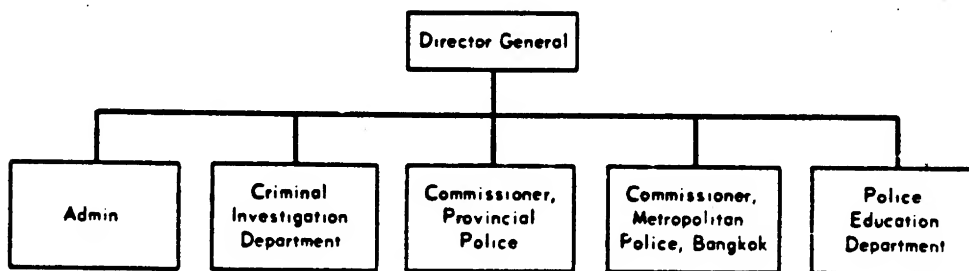 Director General
Admin
Criminal
Investigation
Department
Commissioner,
Provincial
Police
Commissioner,
Metropolitan
Police, Bangkok
Police
Education
Department